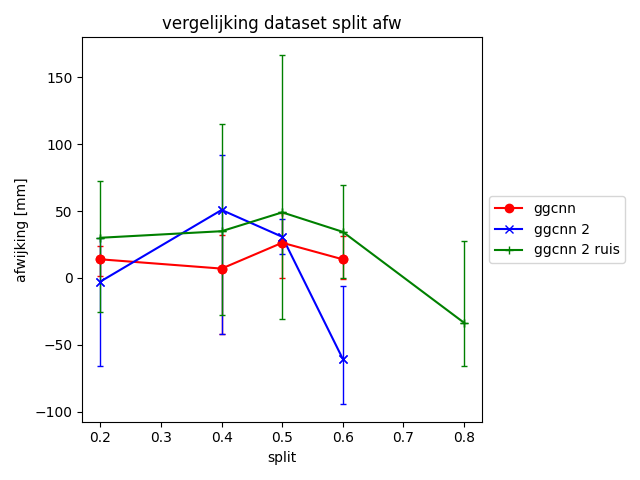 vergelijking dataset split afw
afwijking [mm]
150
100
50
0
−50
−100
0.2 0.3 0.4 0.5 0.6 0.7 0.8
split
ggcnn
ggcnn 2
ggcnn 2 ruis